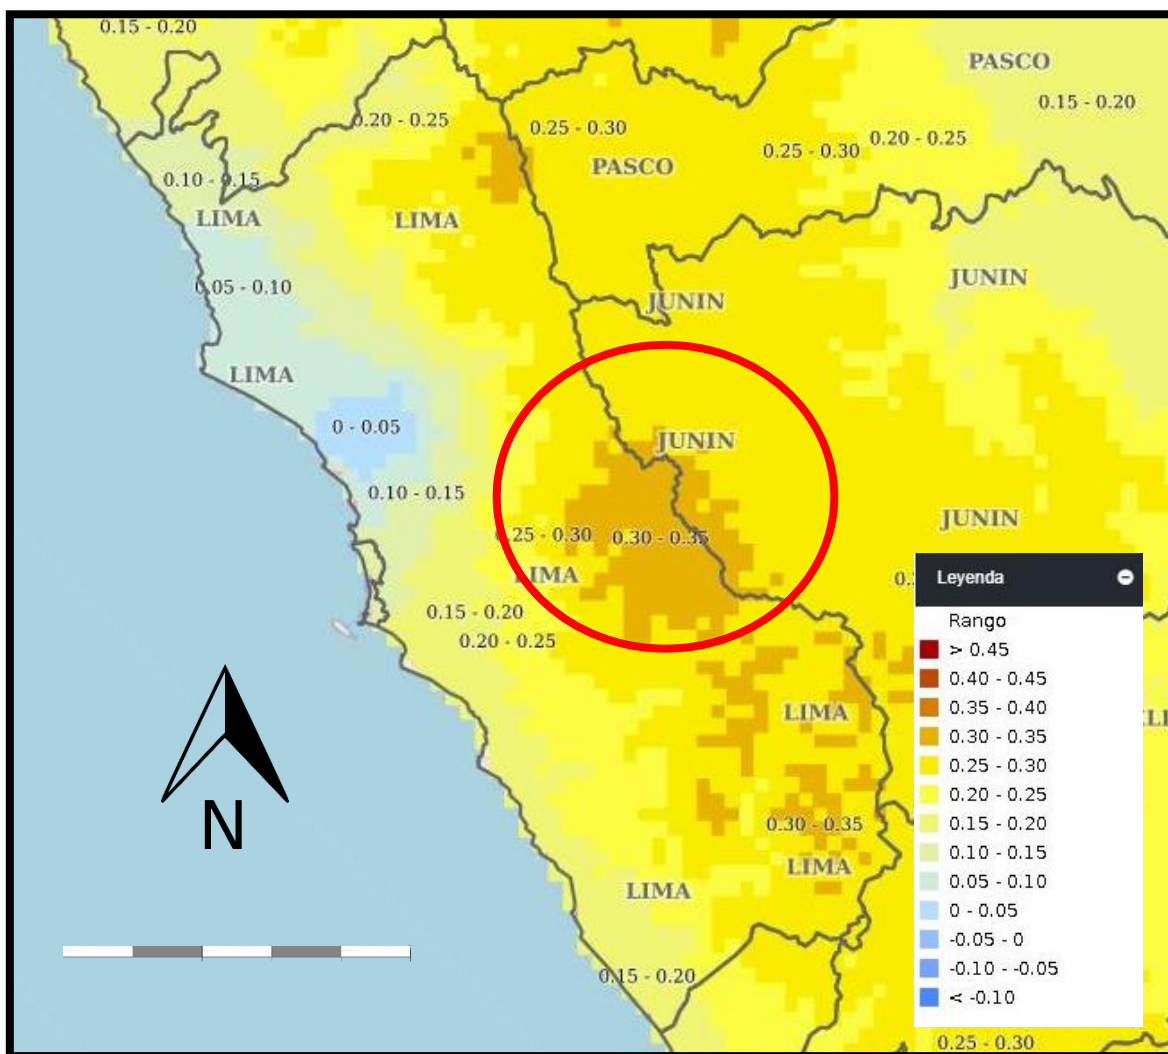 0.15 - 0.20
PASCO
0.15 - 0.20
0.20 - 0.25
0.25 - 0.30
0.20 - 0.25
0.25 - 0.30
PASCO
0.10 - 0.15
LIMA
LIMA
JUNIN
0.05 - 0.10
JUNIN
LIMA
0 - 0.05
JUNIN
0.10 - 0.15
JUNIN
0.25 - 0.30
0.30 - 0.35
LIMA
0.15 - 0.20
0.20 - 0.25
LIMA
0.30 - 0.35
LIMA
LIMA
0.15 - 0.20
0.25 - 0.30
N
Leyenda
Rango
> 0.45
0.40 - 0.45
0.35 - 0.40
0.30 - 0.35
0.25 - 0.30
0.20 - 0.25
0.15 - 0.20
0.10 - 0.15
0.05 - 0.10
0 - 0.05
-0.05 - 0
-0.10 - -0.05
< -0.10